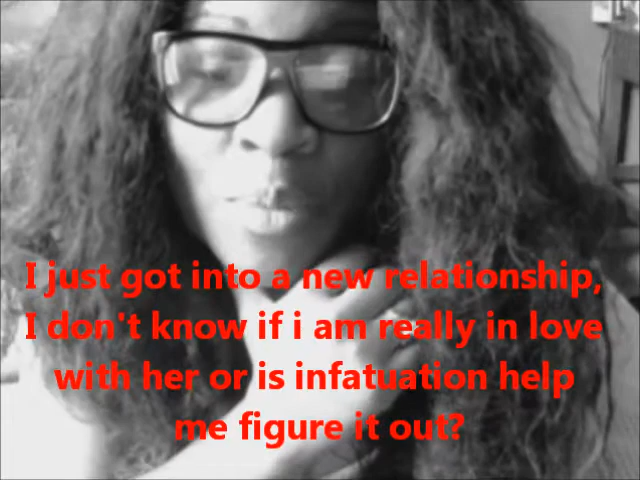 I just got into a new relationship,
I don't know if i am really in love
with her or is infatuation help
me figure it out?